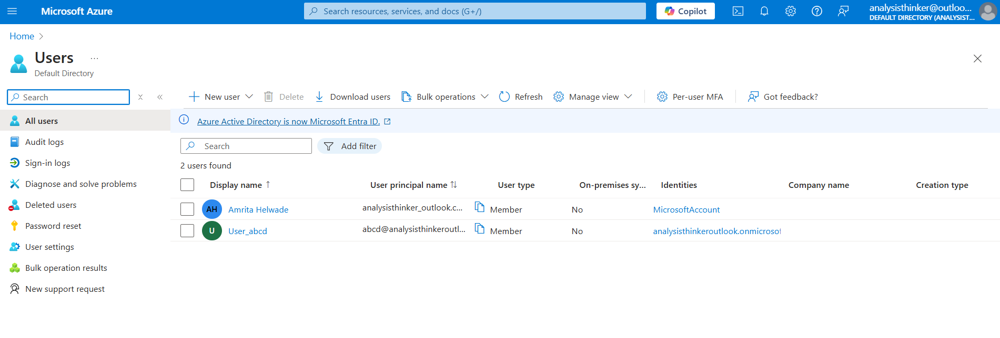 Microsoft Azure
Search resources, services, and docs (G+/)
Copilot
analysisthinker@outloo...
DEFAULT DIRECTORY (ANALYSIST...
Home
Users ...
Default Directory
Search
New user
Delete
Download users
Bulk operations
Refresh
Manage view
Per-user MFA
Got feedback?
All users
Audit logs
Sign-in logs
Diagnose and solve problems
Deleted users
Password reset
User settings
Bulk operation results
New support request
Azure Active Directory is now Microsoft Entra ID.
Search
Add filter
2 users found
Display name User principal name User type On-premises sy... Identities Company name Creation type
AH Amrita Helwade analysisthinker_outlook.c... Member No MicrosoftAccount
U User_abcd abcd@analysisthinkeroutl... Member No analysisthinkeroutlook.onmicrosof